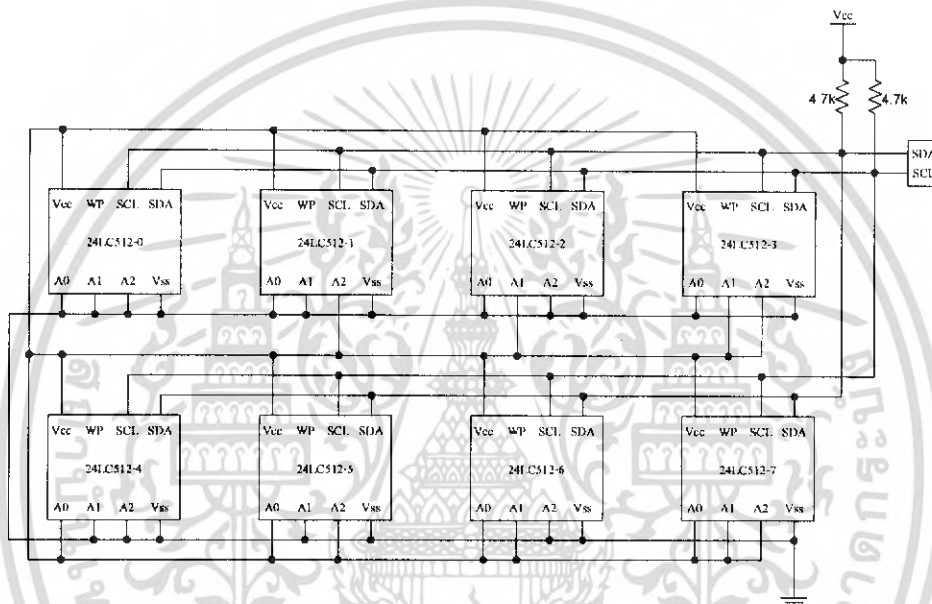 Vcc
4.7k 4.7k
SDA
SCL
Vcc WP SCL SDA
24LC512-0
A0 A1 A2 Vss
Vcc WP SCL SDA
24LC512-1
A0 A1 A2 Vss
Vcc WP SCL SDA
24LC512-2
A0 A1 A2 Vss
Vcc WP SCL SDA
24LC512-3
A0 A1 A2 Vss
Vcc WP SCL SDA
24LC512-4
A0 A1 A2 Vss
Vcc WP SCL SDA
24LC512-5
A0 A1 A2 Vss
Vcc WP SCL SDA
24LC512-6
A0 A1 A2 Vss
Vcc WP SCL SDA
24LC512-7
A0 A1 A2 Vss